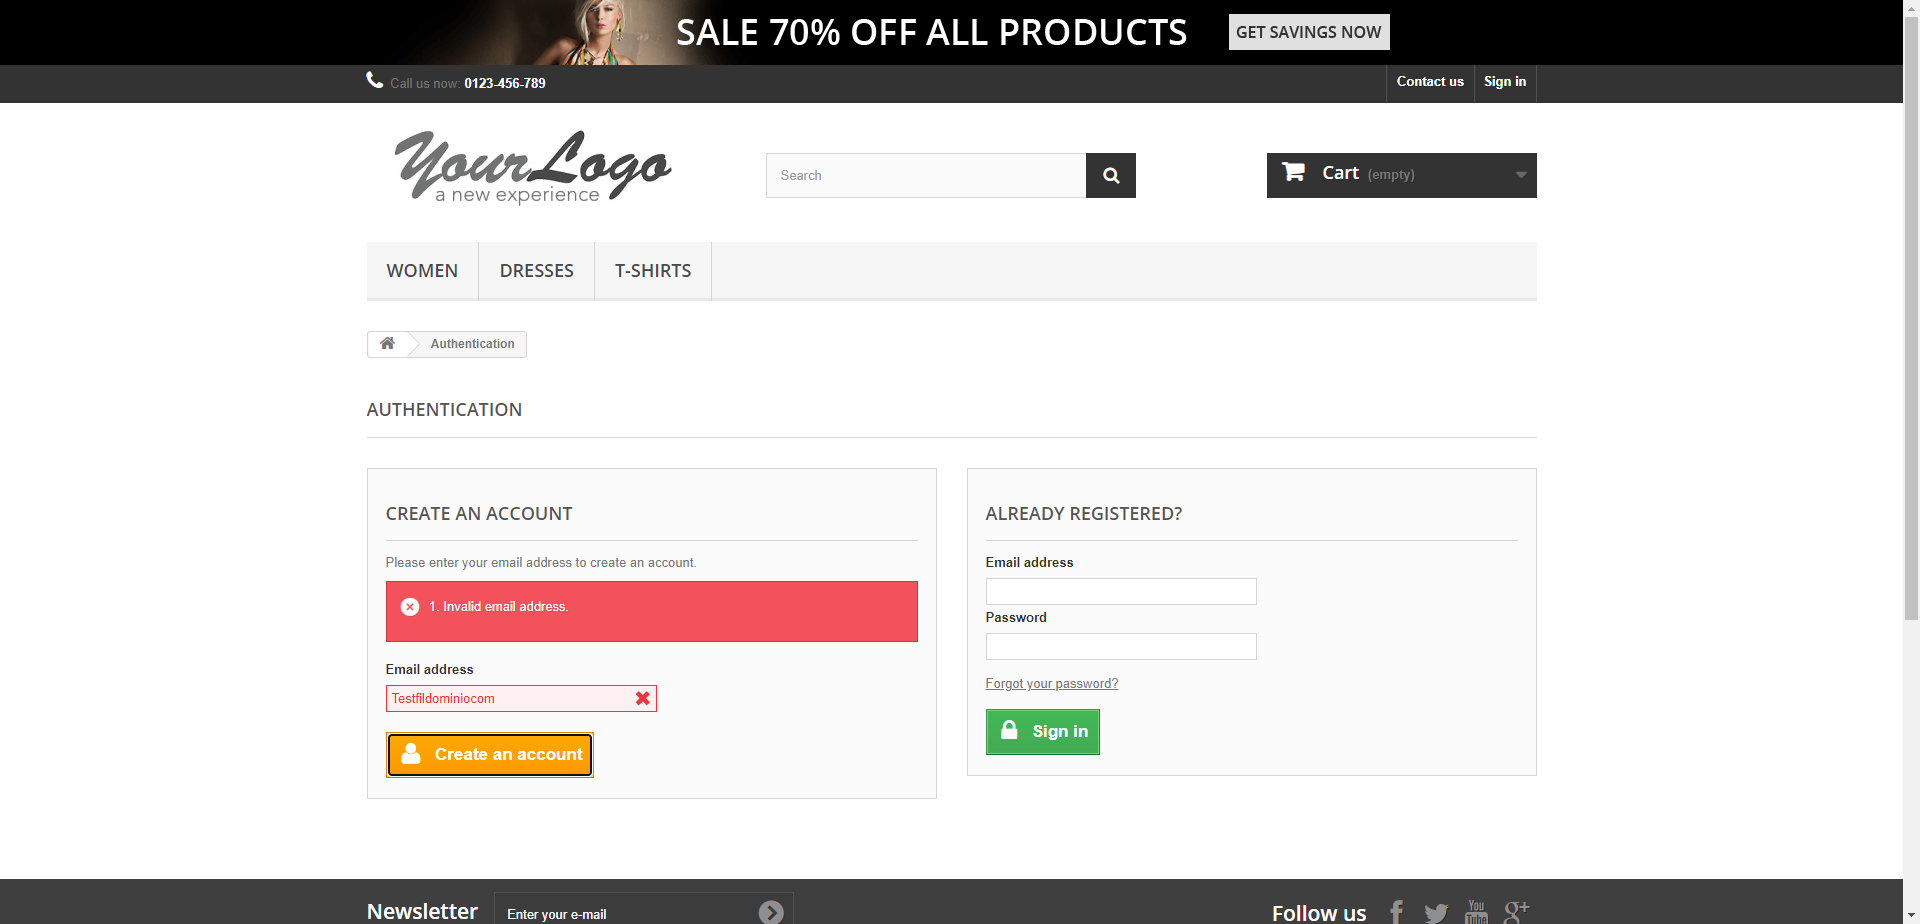 SALE 70% OFF ALL PRODUCTS GET SAVINGS NOW
Call us now: 0123-456-789
Contact us Sign in
YourLogo
a new experience
Search
Cart (empty)
WOMEN DRESSES T-SHIRTS
Authentication
AUTHENTICATION
CREATE AN ACCOUNT
Please enter your email address to create an account.
1. Invalid email address.
Email address
Testfildominiocom
Create an account
ALREADY REGISTERED?
Email address
Password
Forgot your password?
Sign in
Newsletter
Enter your e-mail
Follow us
You
Tube
g+